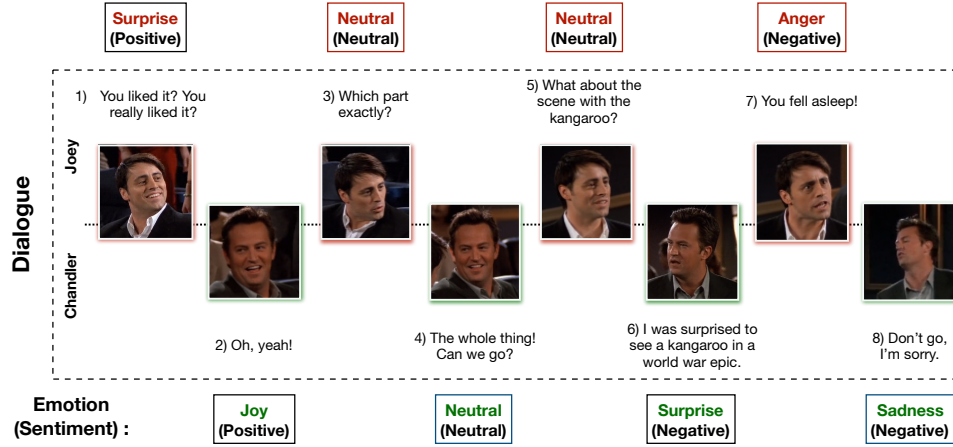 Surprise
(Positive)
Neutral
(Neutral)
Neutral
(Neutral)
Anger
(Negative)
Dialogue
Joey
Chandler
1) You liked it? You
really liked it?
2) Oh, yeah!
3) Which part
exactly?
4) The whole thing!
Can we go?
5) What about the
scene with the
kangaroo?
6) I was surprised to
see a kangaroo in a
world war epic.
7) You fell asleep!
8) Don't go,
I'm sorry.
Emotion
(Sentiment) :
Joy
(Positive)
Neutral
(Neutral)
Surprise
(Negative)
Sadness
(Negative)